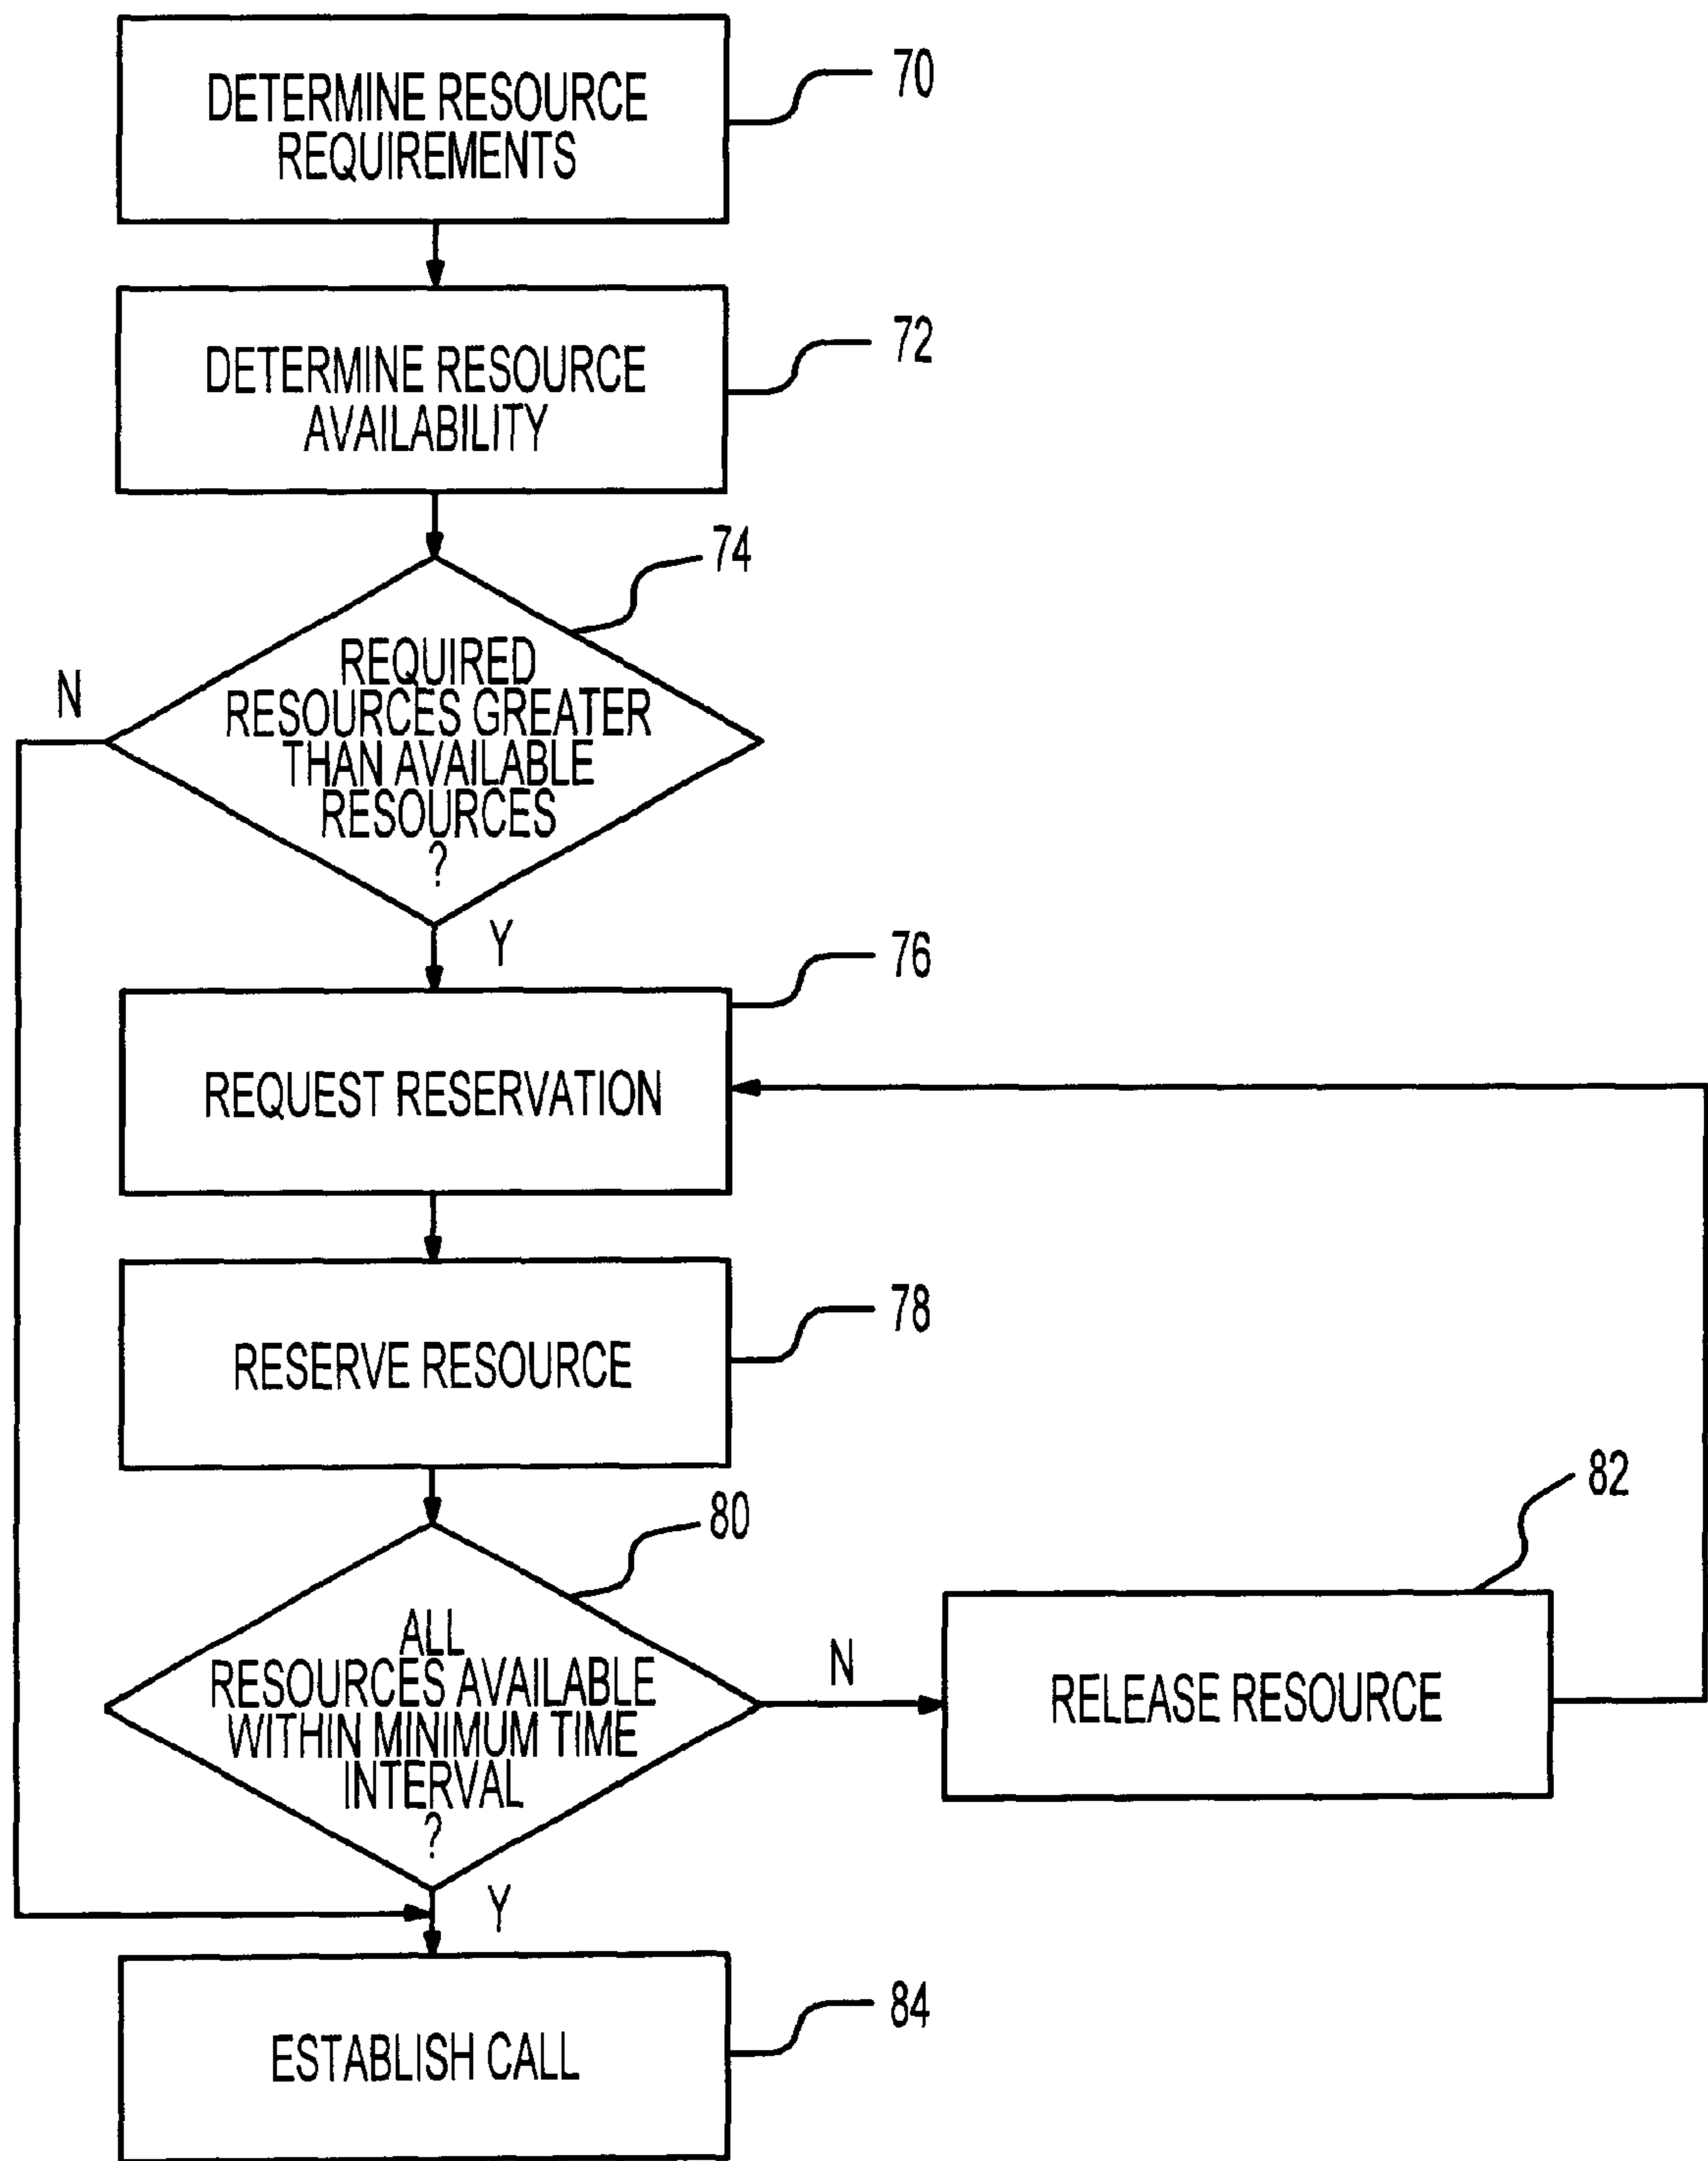 DETERMINE RESOURCE
REQUIREMENTS
70
DETERMINE RESOURCE
AVAILABILITY
72
74
REQUIRED
RESOURCES GREATER
THAN AVAILABLE
RESOURCES
?
N
Y
76
REQUEST RESERVATION
78
RESERVE RESOURCE
80
ALL
RESOURCES AVAILABLE
WITHIN MINIMUM TIME
INTERVAL
?
N
82
RELEASE RESOURCE
Y
84
ESTABLISH CALL